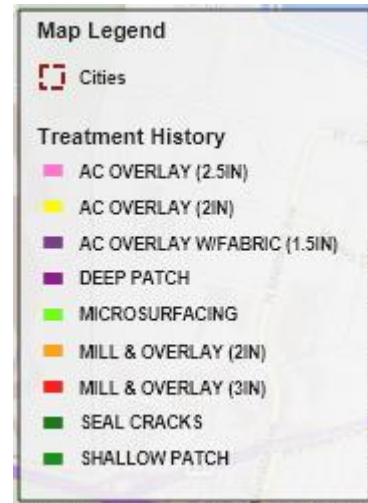 Map Legend
Cities
Treatment History
AC OVERLAY (2.5IN)
AC OVERLAY (2IN)
AC OVERLAY W/FABRIC (1.5IN)
DEEP PATCH
MICROSURFACING
MILL & OVERLAY (2IN)
MILL & OVERLAY (3IN)
SEAL CRACKS
SHALLOW PATCH